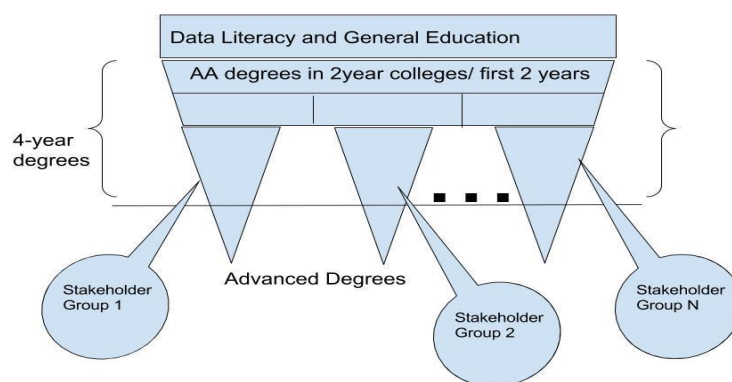 Data Literacy and General Education
AA degrees in 2year colleges/ first 2 years
4-year
degrees
Advanced Degrees
Stakeholder
Group 1
Stakeholder
Group 2
Stakeholder
Group N